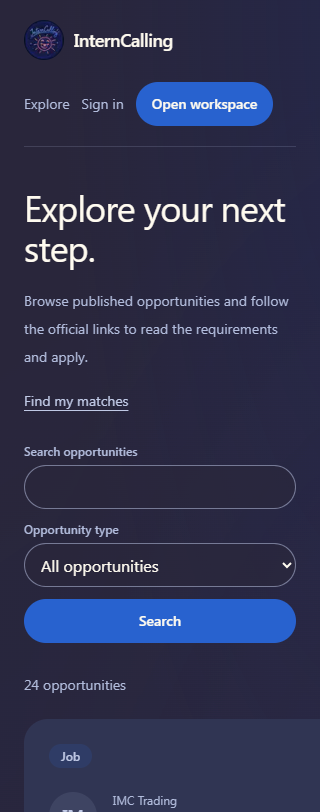 InternCalling
InternCalling
Explore Sign in Open workspace
Explore your next
step.
Browse published opportunities and follow
the official links to read the requirements
and apply.
Find my matches
Search opportunities
Opportunity type
All opportunities
Search
24 opportunities
Job
IMC Trading